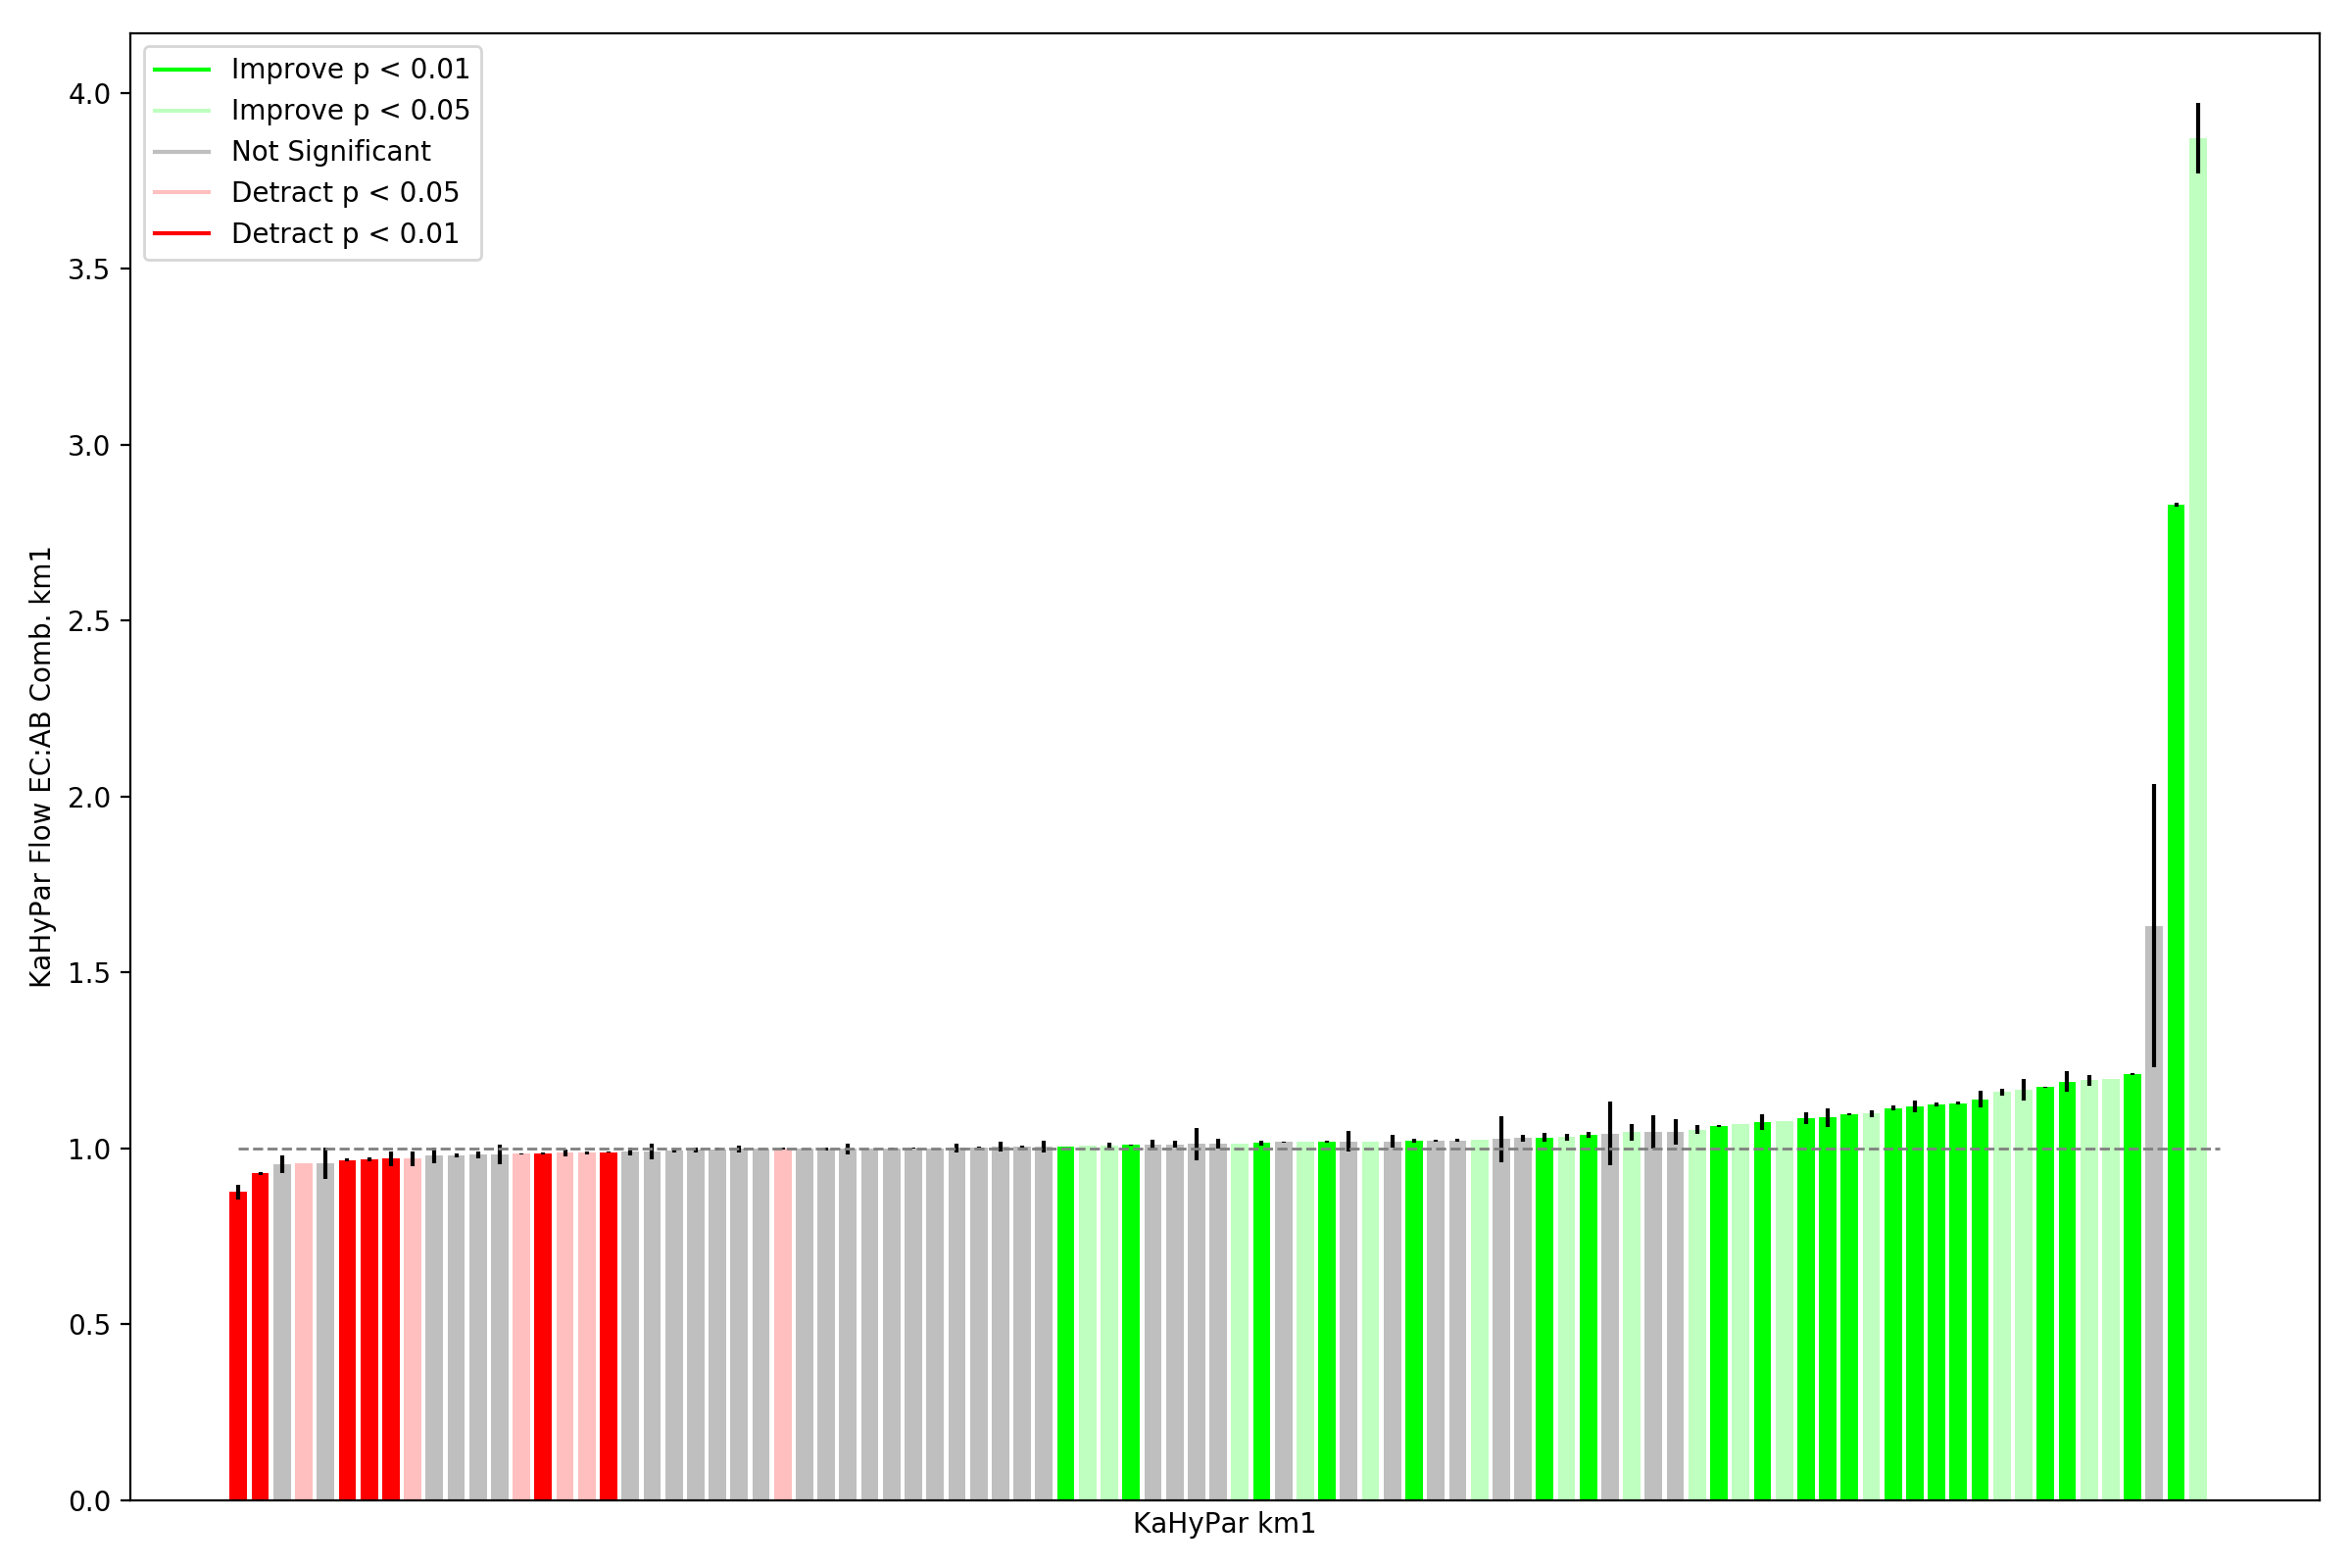 Improve p < 0.01
Improve p < 0.05
Not Significant
Detract p < 0.05
Detract p < 0.01
4.0
3.5
3.0
2.5
2.0
1.5
1.0
0.5
0.0
KaHyPar Flow EC:AB Comb. km1
KaHyPar km1